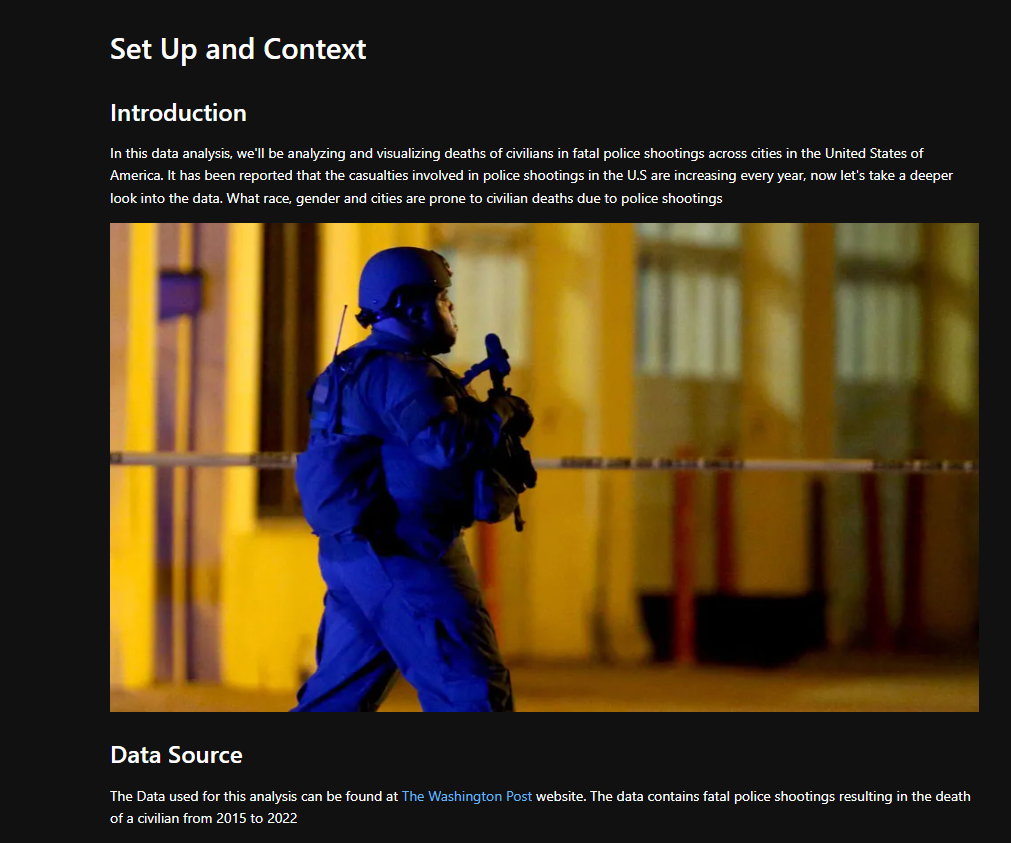 Set Up and Context
Introduction
In this data analysis, we'll be analyzing and visualizing deaths of civilians in fatal police shootings across cities in the United States of
America. It has been reported that the casualties involved in police shootings in the U.S are increasing every year, now let's take a deeper
look into the data. What race, gender and cities are prone to civilian deaths due to police shootings
Data Source
The Data used for this analysis can be found at The Washington Post website. The data contains fatal police shootings resulting in the death
of a civilian from 2015 to 2022